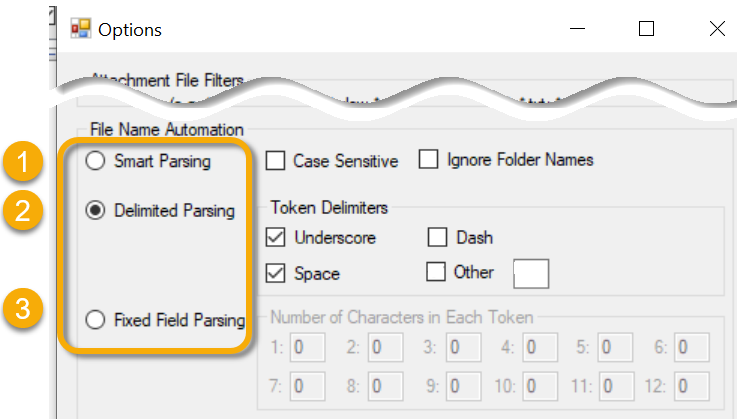 Options
Attachment File Filters
File Name Automation
1 Smart Parsing Case Sensitive Ignore Folder Names
2 Delimited Parsing Token Delimiters
Underscore Dash
Space Other
3 Fixed Field Parsing Number of Characters in Each Token
1: 0 2: 0 3: 0 4: 0 5: 0 6: 0
7: 0 8: 0 9: 0 10: 0 11: 0 12: 0